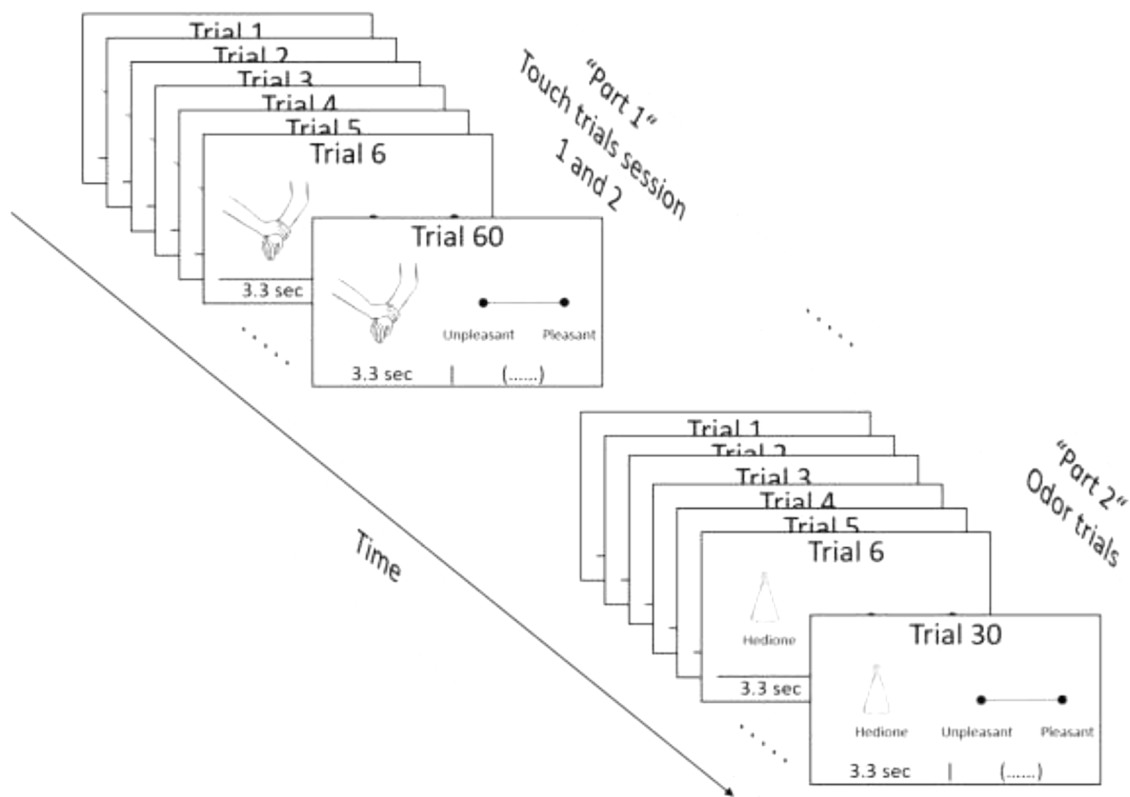 Trial 1
Trial 2
Trial 3
Trial 4
Trial 5
Trial 6
3.3 sec
Trial 60
Unpleasant Pleasant
3.3 sec | (......)
"Part 1"
Touch trials session
1 and 2
Time
Trial 1
Trial 2
Trial 3
Trial 4
Trial 5
Trial 6
Hedione
3.3 sec
Trial 30
Hedione Unpleasant Pleasant
3.3 sec | (......)
"Part 2"
Odor trials